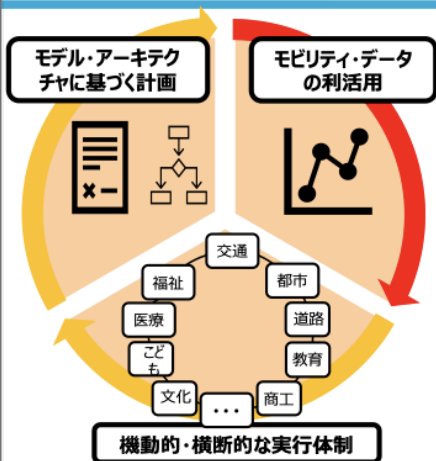 モデル・アーキテク
チャに基づく計画
モビリティ・データ
の利活用
交通
福祉
都市
医療
道路
こど
も
教育
文化
・・・
商工
機動的・横断的な実行体制